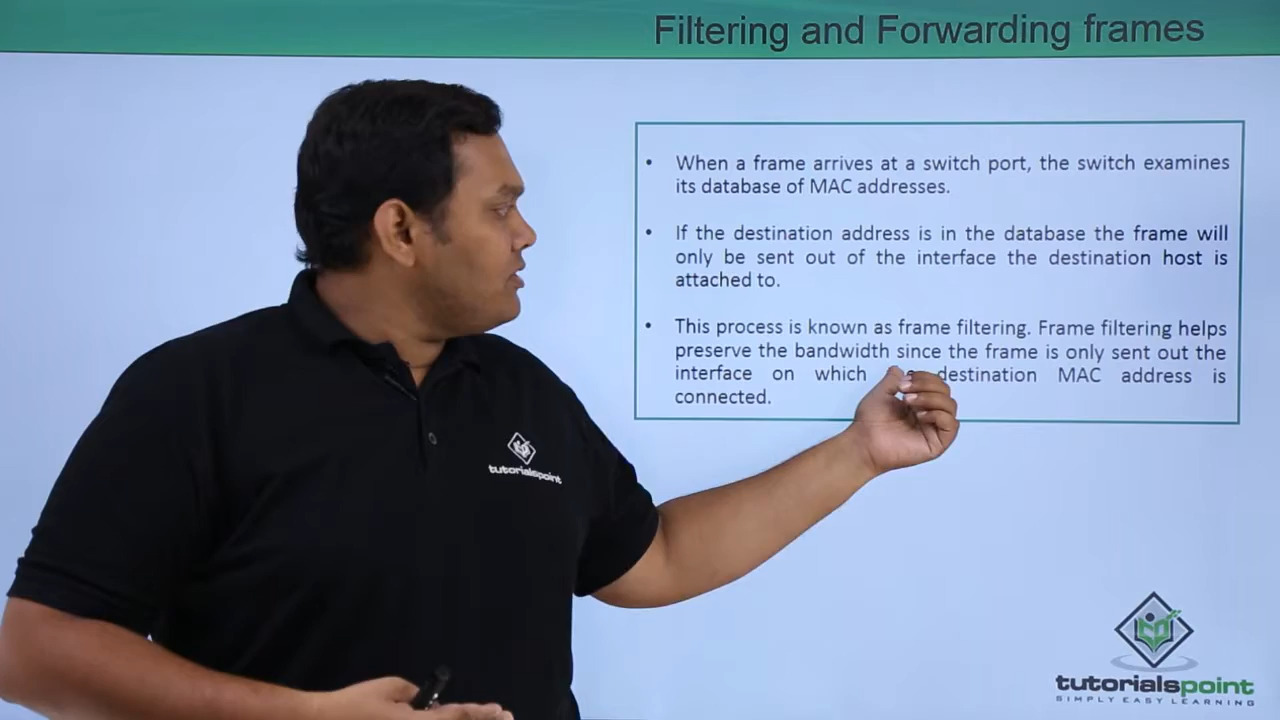 Filtering and Forwarding frames
• When a frame arrives at a switch port, the switch examines
its database of MAC addresses.
• If the destination address is in the database the frame will
only be sent out of the interface the destination host is
attached to.
• This process is known as frame filtering. Frame filtering helps
preserve the bandwidth since the frame is only sent out the
interface on which destination MAC address is
connected.
tutorialspoint
tutorialspoint
SIMPLY EASY LEARNING